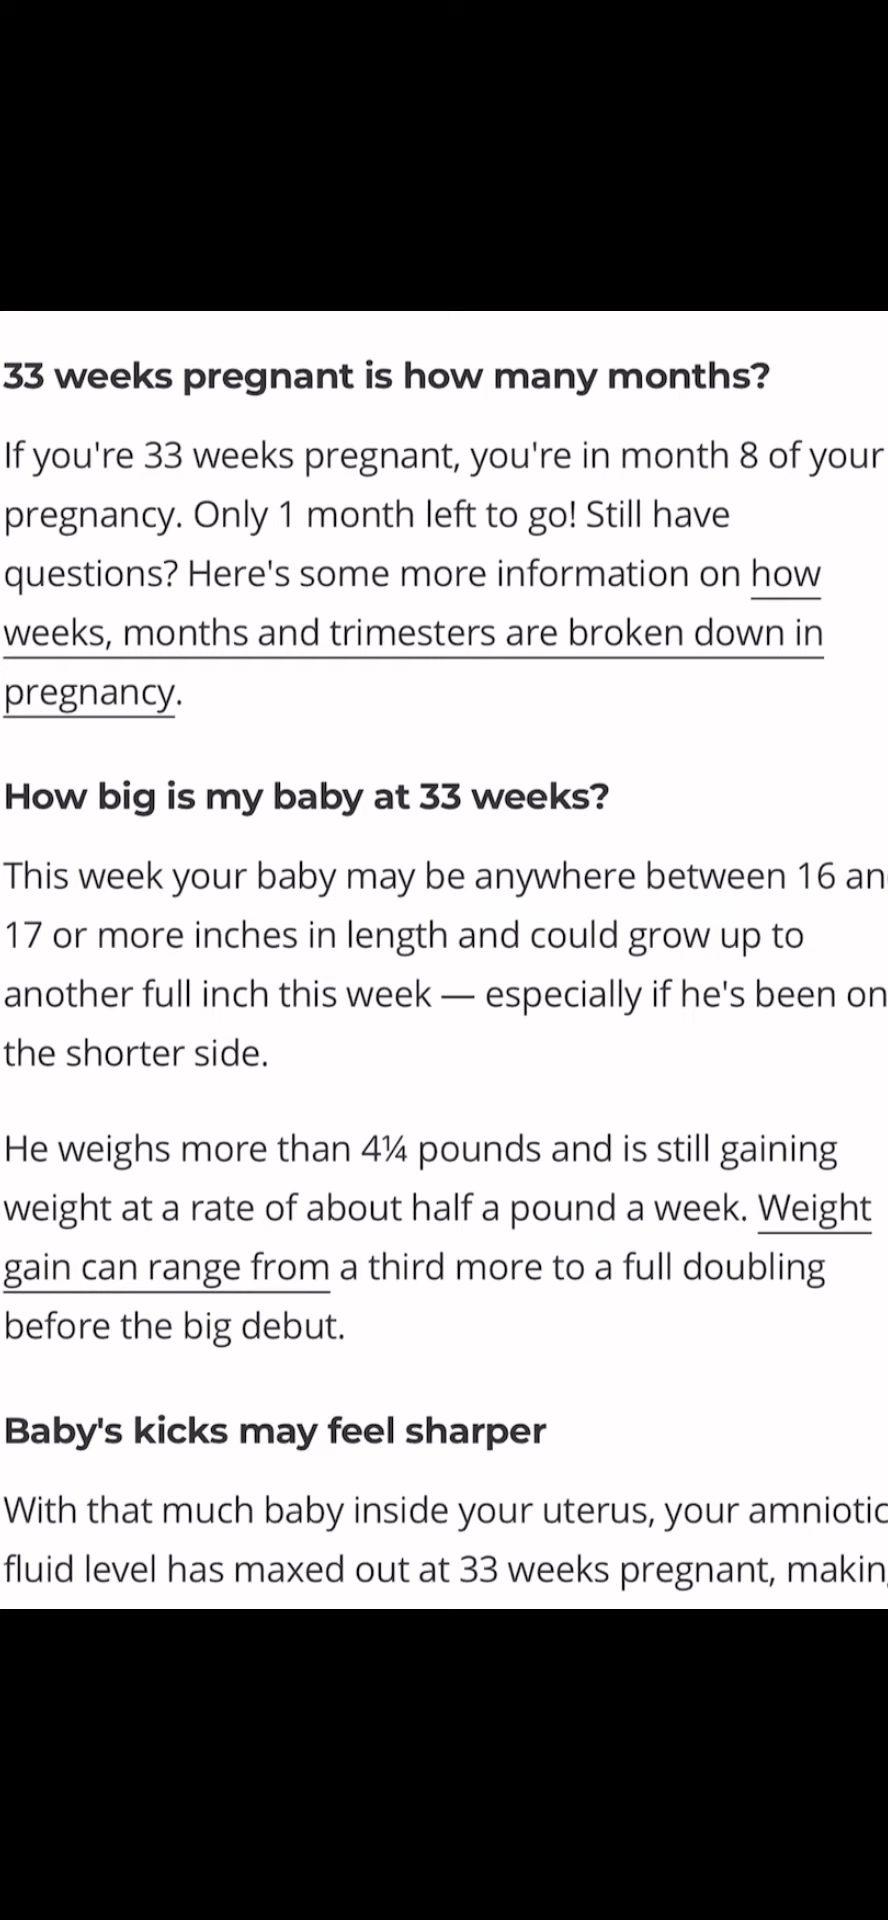 33 weeks pregnant is how many months?
If you're 33 weeks pregnant, you're in month 8 of your
pregnancy. Only 1 month left to go! Still have
questions? Here's some more information on how
weeks, months and trimesters are broken down in
pregnancy.
How big is my baby at 33 weeks?
This week your baby may be anywhere between 16 an
17 or more inches in length and could grow up to
another full inch this week — especially if he's been on
the shorter side.
He weighs more than 4¼ pounds and is still gaining
weight at a rate of about half a pound a week. Weight
gain can range from a third more to a full doubling
before the big debut.
Baby's kicks may feel sharper
With that much baby inside your uterus, your amniotic
fluid level has maxed out at 33 weeks pregnant, makin